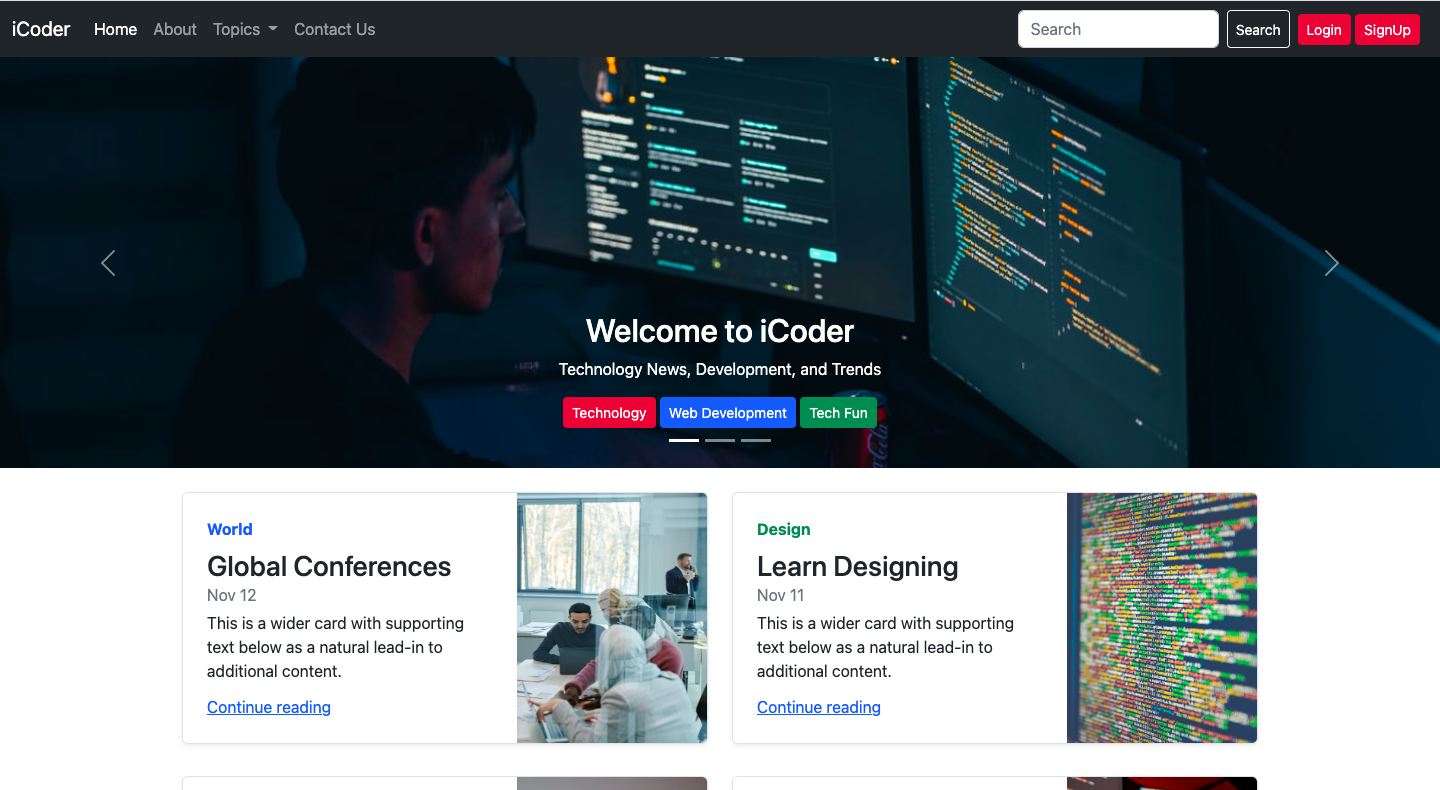 iCoder Home About Topics Contact Us Search Search Login SignUp
Welcome to iCoder
Technology News, Development, and Trends
Technology Web Development Tech Fun
World
Global Conferences
Nov 12
This is a wider card with supporting
text below as a natural lead-in to
additional content.
Continue reading
Design
Learn Designing
Nov 11
This is a wider card with supporting
text below as a natural lead-in to
additional content.
Continue reading